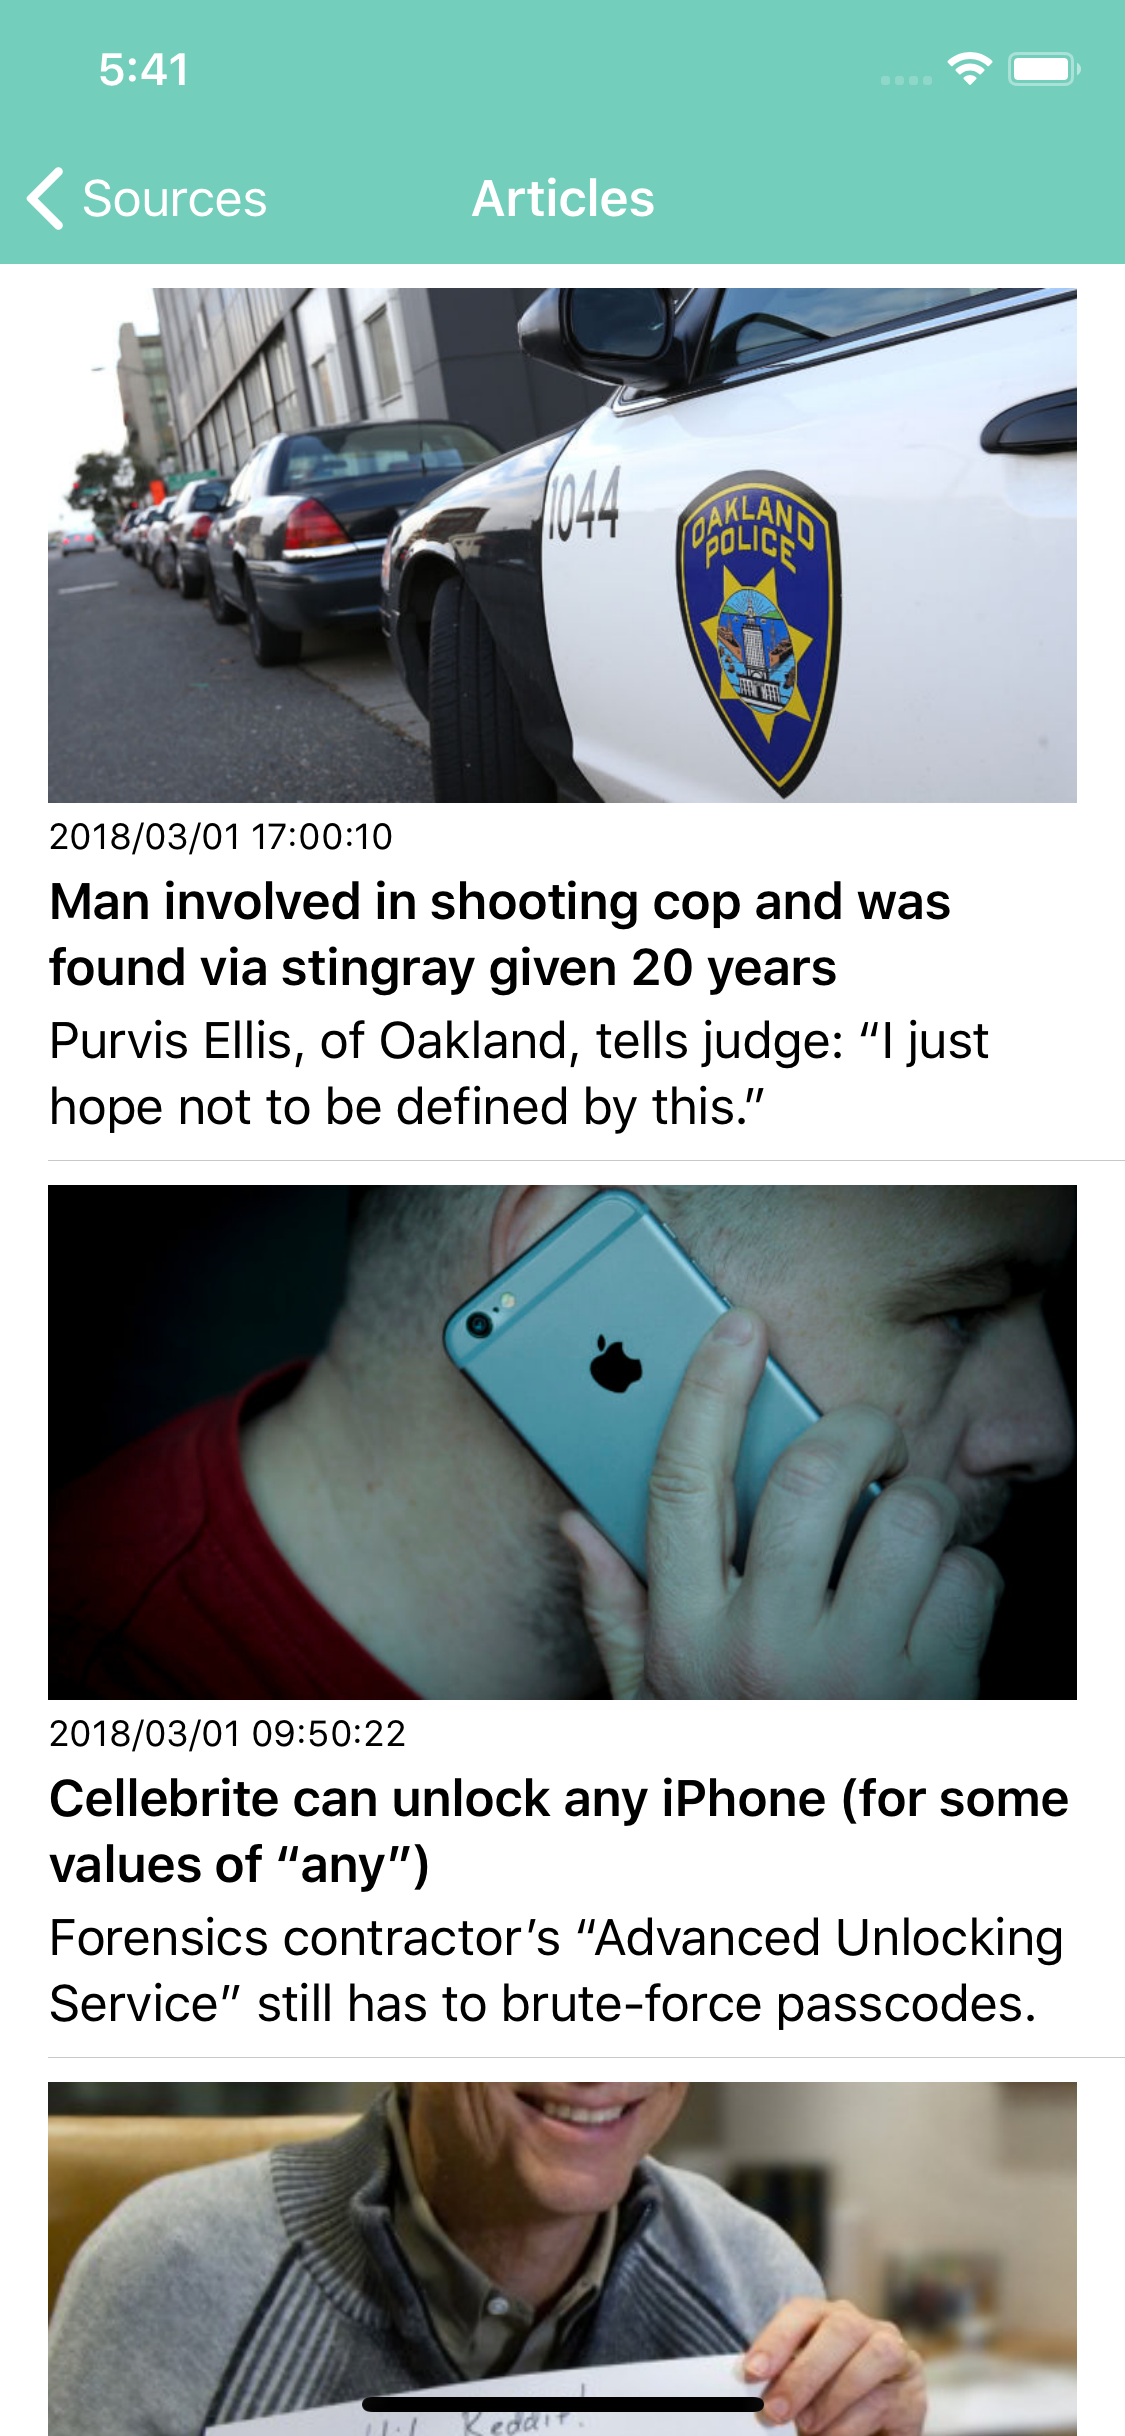 5:41
Sources
Articles
1044
OAKLAND
POLICE
2018/03/01 17:00:10
Man involved in shooting cop and was
found via stingray given 20 years
Purvis Ellis, of Oakland, tells judge: “I just
hope not to be defined by this.”
2018/03/01 09:50:22
Cellebrite can unlock any iPhone (for some
values of “any”)
Forensics contractor’s “Advanced Unlocking
Service” still has to brute-force passcodes.
Reddit!